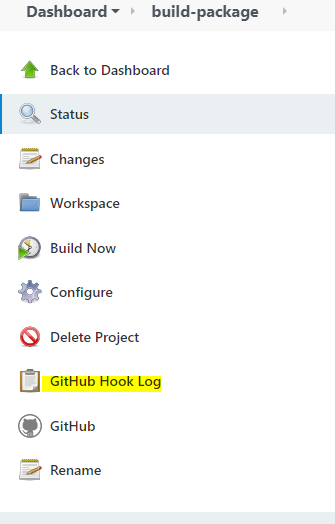 Dashboard build-package
Back to Dashboard
Status
Changes
Workspace
Build Now
Configure
Delete Project
GitHub Hook Log
GitHub
Rename